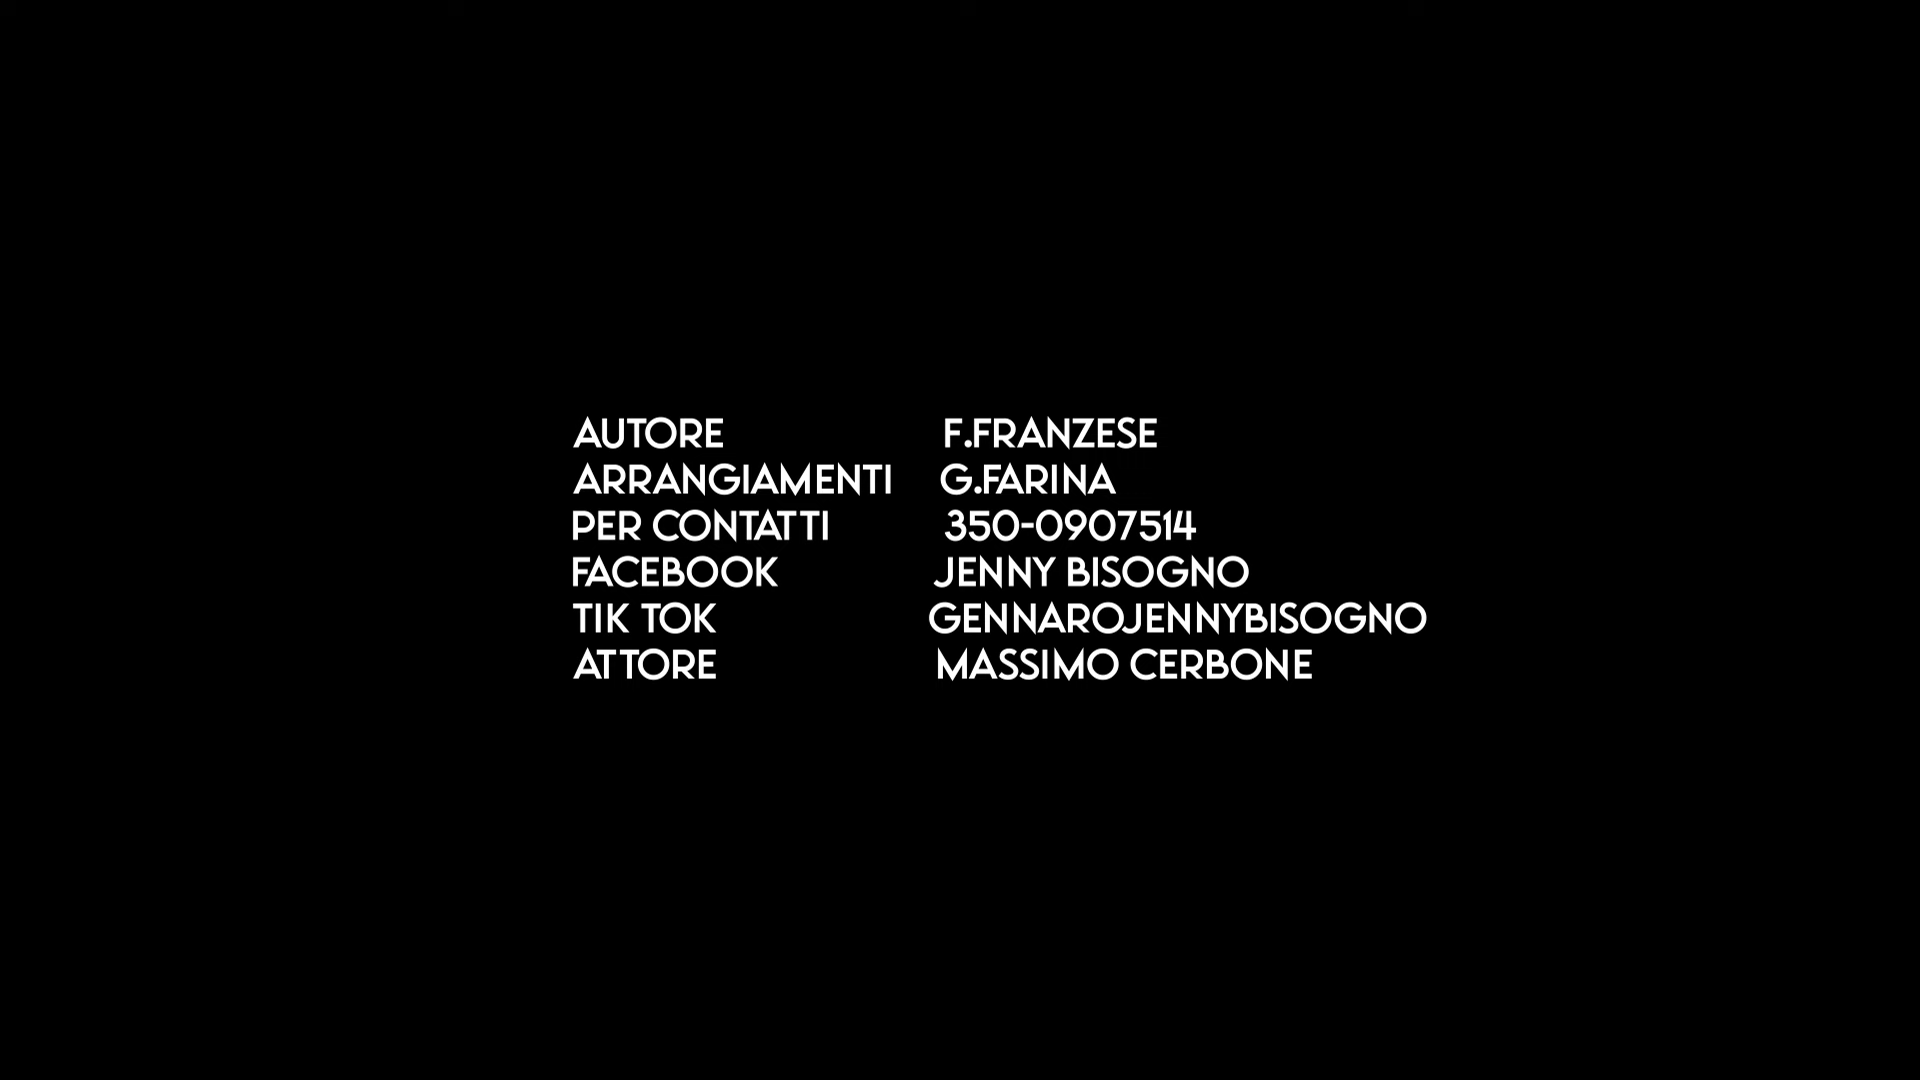 AUTORE F.FRANZESE
ARRANGIAMENTI G.FARINA
PER CONTATTI 350-0907514
FACEBOOK JENNY BISOGNO
TIK TOK GENNAROJENNYBISOGNO
ATTORE MASSIMO CERBONE